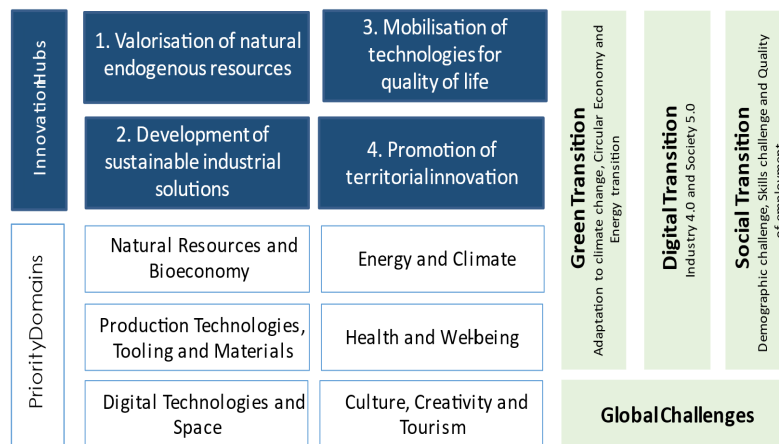 InnovationHubs
1. Valorisation of natural
endogenous resources
3. Mobilisation of
technologies for
quality of life
2. Development of
sustainable industrial
solutions
4. Promotion of
territorialinnovation
PriorityDomains
Natural Resources and
Bioeconomy
Energy and Climate
Production Technologies,
Tooling and Materials
Health and Wel-being
Digital Technologies and
Space
Culture, Creativity and
Tourism
Green Transition
Adaptation to climate change, Circular Economy and
Energy transition
Digital Transition
Industry 4.0 and Society 5.0
Social Transition
Demographic challenge, Skills challenge and Quality
of employment
Global Challenges